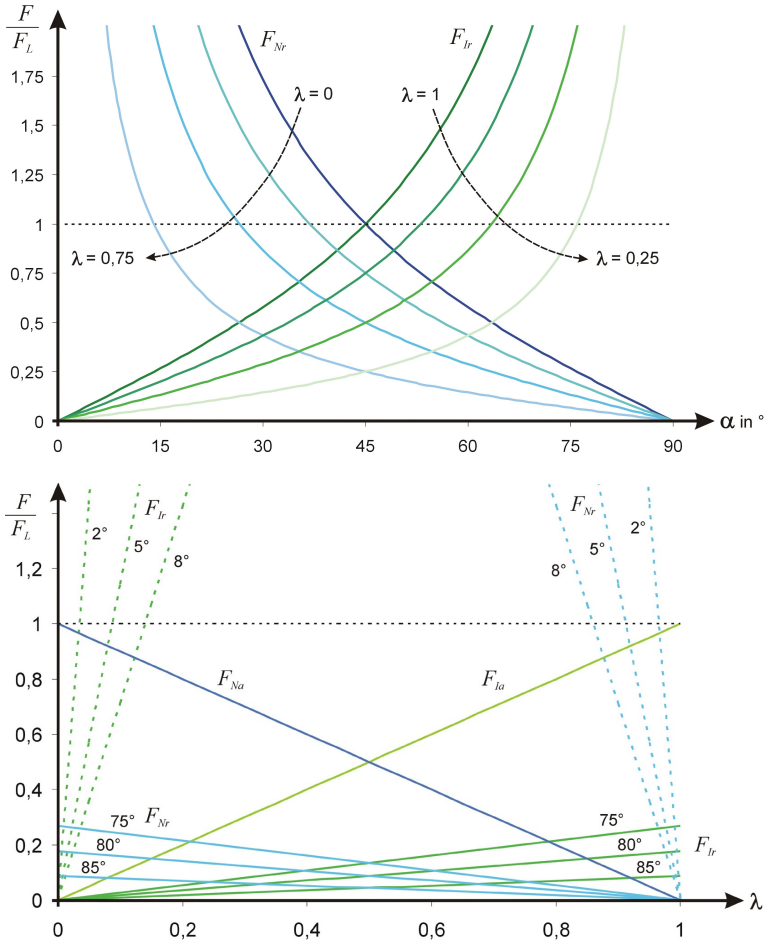 F
F_L
F_Nr
F_Ir
1,75
λ = 0
λ = 1
1,5
1,25
1
λ = 0,75
λ = 0,25
0,75
0,5
0,25
0
α in °
0 15 30 45 60 75 90
F
F_L
F_Ir
F_Nr
2°
5°
8°
2°
5°
8°
1,2
1
0,8
F_Na
F_Ia
0,6
0,4
F_Nr
75°
75°
0,2
80°
80°
F_Ir
85°
85°
0
λ
0 0,2 0,4 0,6 0,8 1